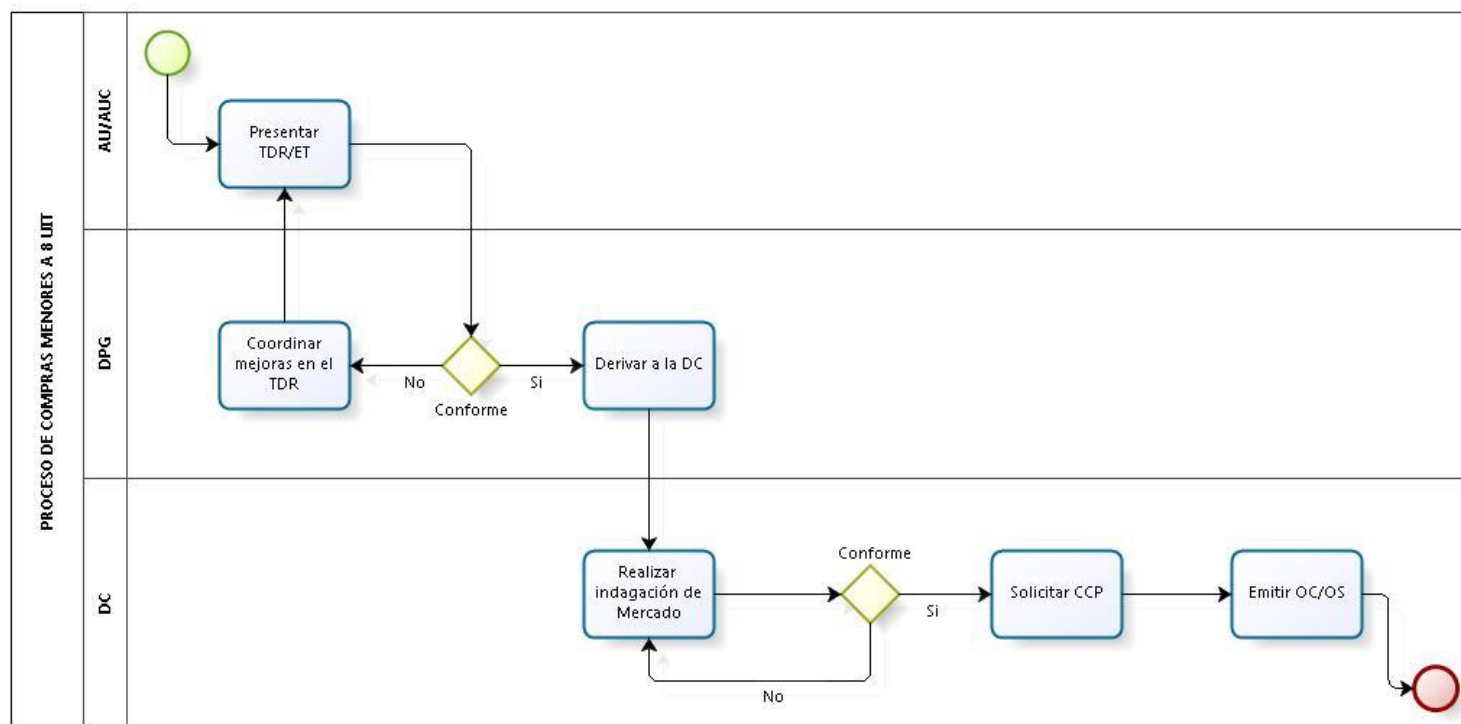 PROCESO DE COMPRAS MENORES A 8 UIT
AU/AUC
Presentar
TDR/ET
DPG
Coordinar
mejoras en el
TDR
No
Conforme
Si
Derivar a la DC
DC
Realizar
indagación de
Mercado
Conforme
No
Si
Solicitar CCP
Emitir OC/OS